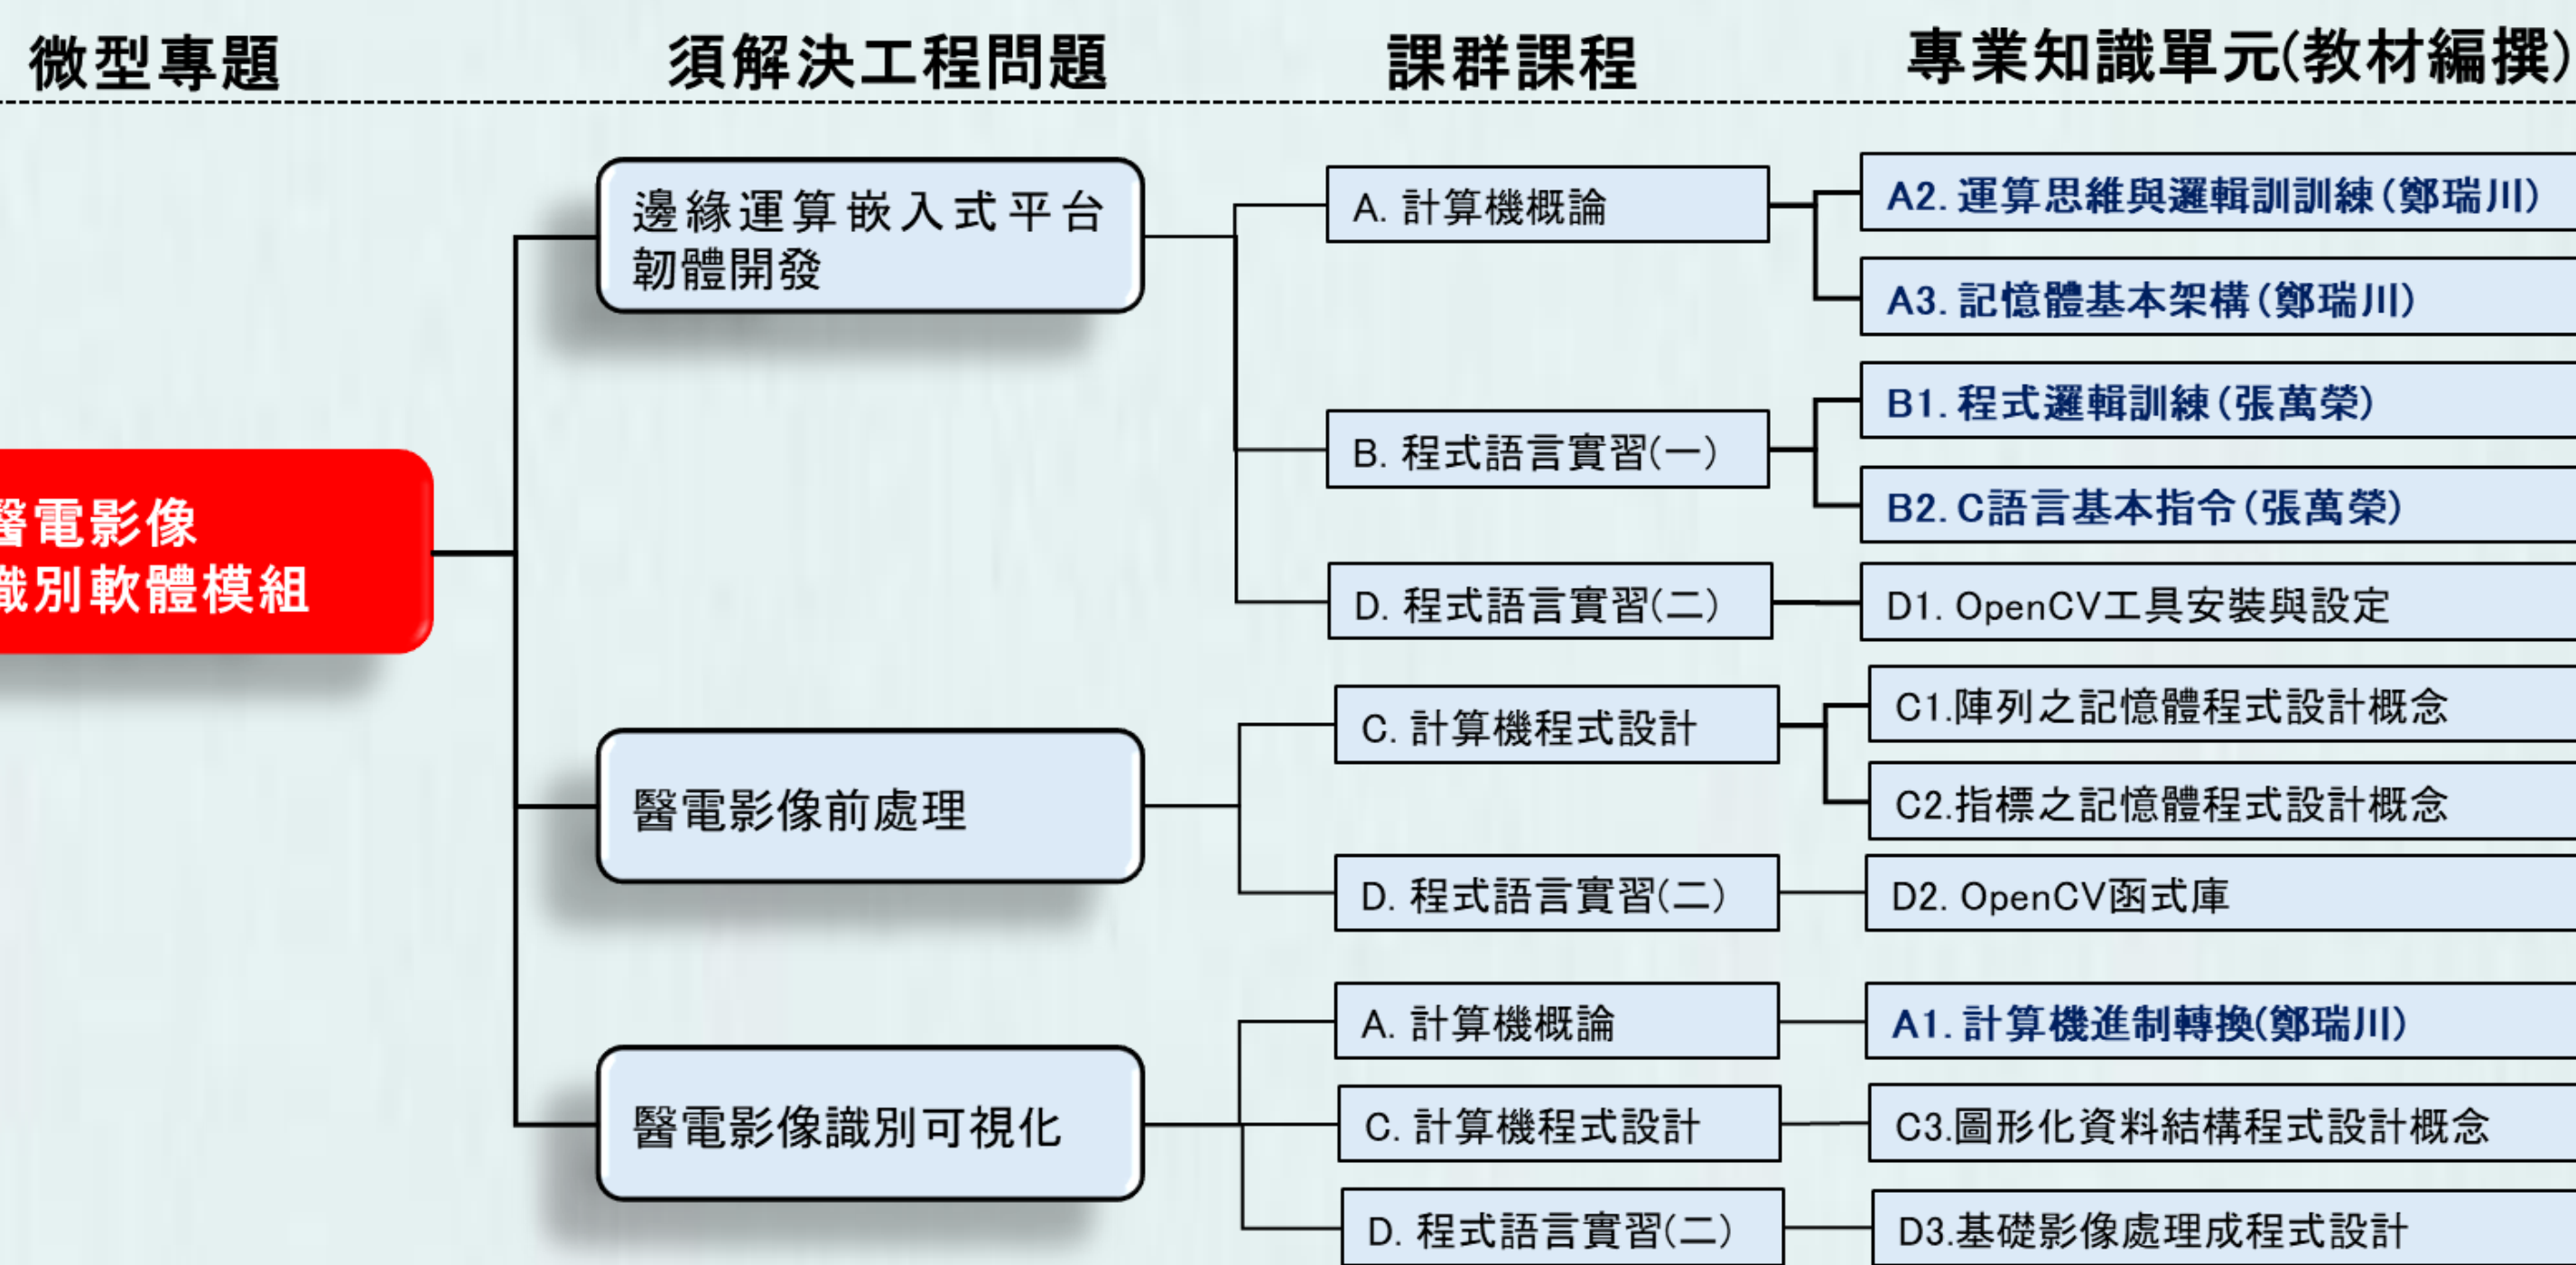 微型專題
須解決工程問題
課群課程
專業知識單元(教材編撰)
醫電影像
識別軟體模組
邊緣運算嵌入式平台
韌體開發
A. 計算機概論
A2. 運算思維與邏輯訓訓練(鄭瑞川)
A3. 記憶體基本架構(鄭瑞川)
B. 程式語言實習(一)
B1. 程式邏輯訓練(張萬榮)
B2. C語言基本指令(張萬榮)
D. 程式語言實習(二)
D1. OpenCV工具安裝與設定
醫電影像前處理
C. 計算機程式設計
C1.陣列之記憶體程式設計概念
C2.指標之記憶體程式設計概念
D. 程式語言實習(二)
D2. OpenCV函式庫
醫電影像識別可視化
A. 計算機概論
A1. 計算機進制轉換(鄭瑞川)
C. 計算機程式設計
C3.圖形化資料結構程式設計概念
D. 程式語言實習(二)
D3.基礎影像處理成程式設計